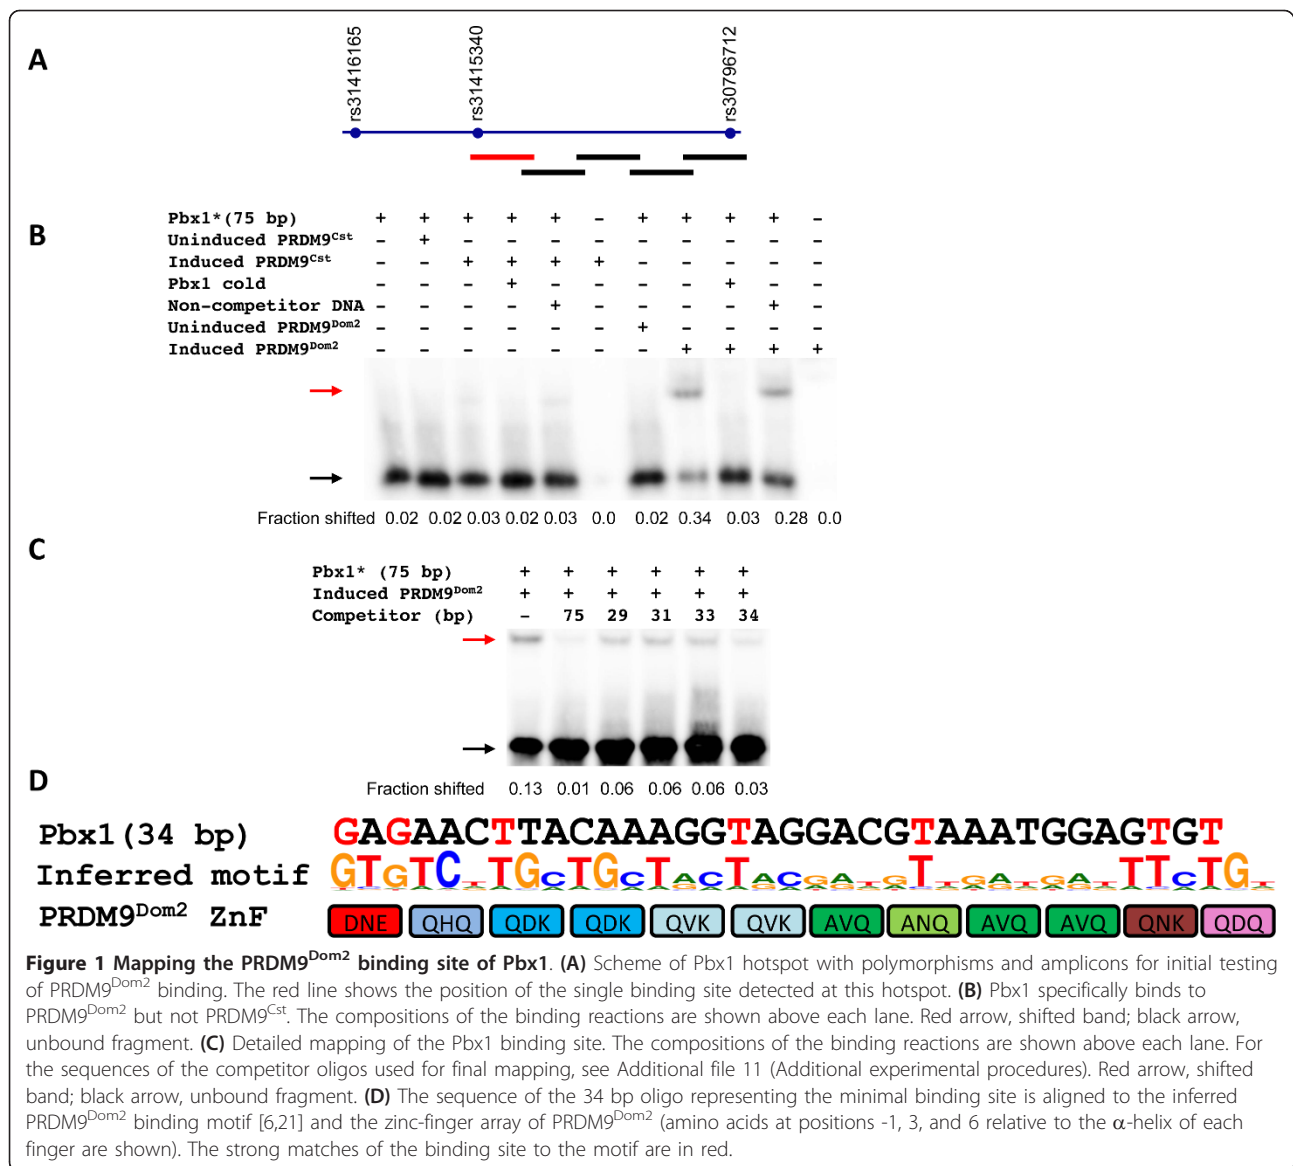 A
rs31416165
rs31415340
rs30796712
B
Pbx1*(75 bp) + + + + + − + + + + −
Uninduced PRDM9Cst − + − − − − − − − − −
Induced PRDM9Cst − − + + + + − − − − −
Pbx1 cold − − − + − − − − + − −
Non-competitor DNA − − − − + − − − − + −
Uninduced PRDM9Dom2 − − − − − − + − − − −
Induced PRDM9Dom2 − − − − − − − + + + +
Fraction shifted 0.02 0.02 0.03 0.02 0.03 0.0 0.02 0.34 0.03 0.28 0.0
C
Pbx1* (75 bp) + + + + + +
Induced PRDM9Dom2 + + + + + +
Competitor (bp) − 75 29 31 33 34
Fraction shifted 0.13 0.01 0.06 0.06 0.06 0.03
D
Pbx1(34 bp) GAGAACTTACAAAGGTAGGACGTAAATGGAGTGT
Inferred motif
PRDM9Dom2 ZnF DNE QHQ QDK QDK QVK QVK AVQ ANQ AVQ AVQ QNK QDQ
Figure 1 Mapping the PRDM9Dom2 binding site of Pbx1. (A) Scheme of Pbx1 hotspot with polymorphisms and amplicons for initial testing
of PRDM9Dom2 binding. The red line shows the position of the single binding site detected at this hotspot. (B) Pbx1 specifically binds to
PRDM9Dom2 but not PRDM9Cst. The compositions of the binding reactions are shown above each lane. Red arrow, shifted band; black arrow,
unbound fragment. (C) Detailed mapping of the Pbx1 binding site. The compositions of the binding reactions are shown above each lane. For
the sequences of the competitor oligos used for final mapping, see Additional file 11 (Additional experimental procedures). Red arrow, shifted
band; black arrow, unbound fragment. (D) The sequence of the 34 bp oligo representing the minimal binding site is aligned to the inferred
PRDM9Dom2 binding motif [6,21] and the zinc-finger array of PRDM9Dom2 (amino acids at positions -1, 3, and 6 relative to the α-helix of each
finger are shown). The strong matches of the binding site to the motif are in red.